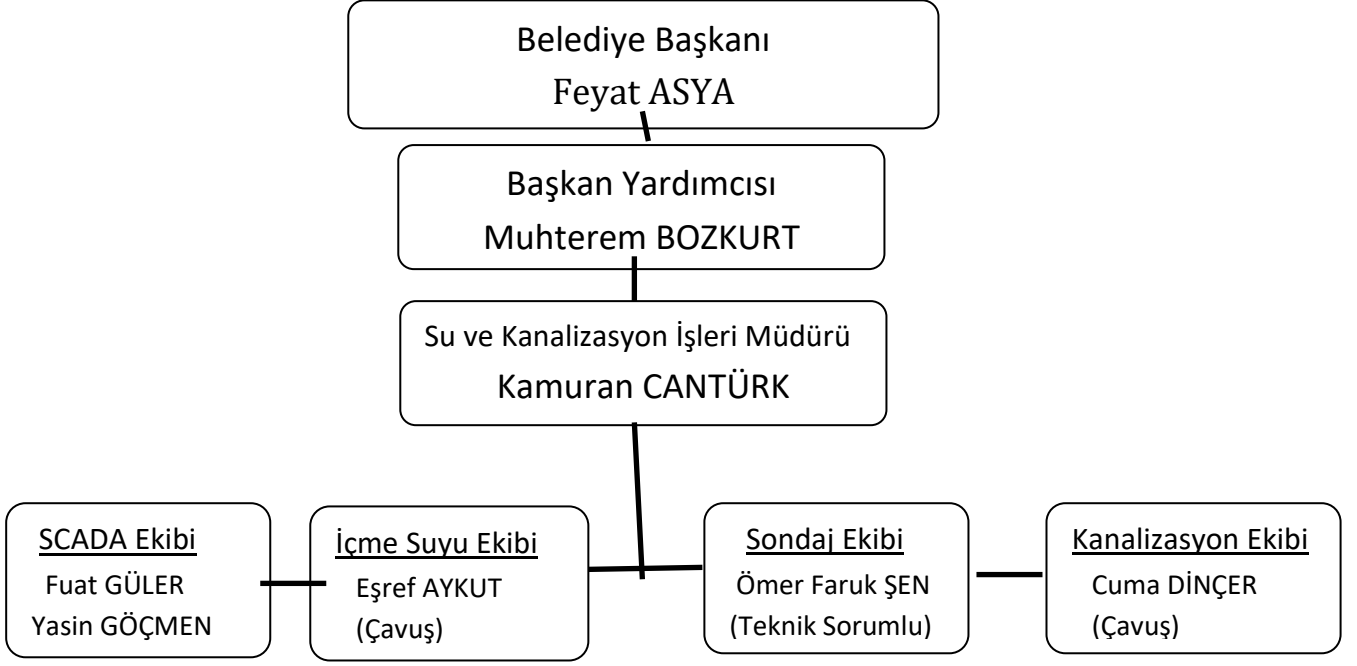 Belediye Başkanı
Feyat ASYA
Başkan Yardımcısı
Muhterem BOZKURT
Su ve Kanalizasyon İşleri Müdürü
Kamuran CANTÜRK
SCADA Ekibi
Fuat GÜLER
Yasin GÖÇMEN
İçme Suyu Ekibi
Eşref AYKUT
(Çavuş)
Sondaj Ekibi
Ömer Faruk ŞEN
(Teknik Sorumlu)
Kanalizasyon Ekibi
Cuma DİNÇER
(Çavuş)